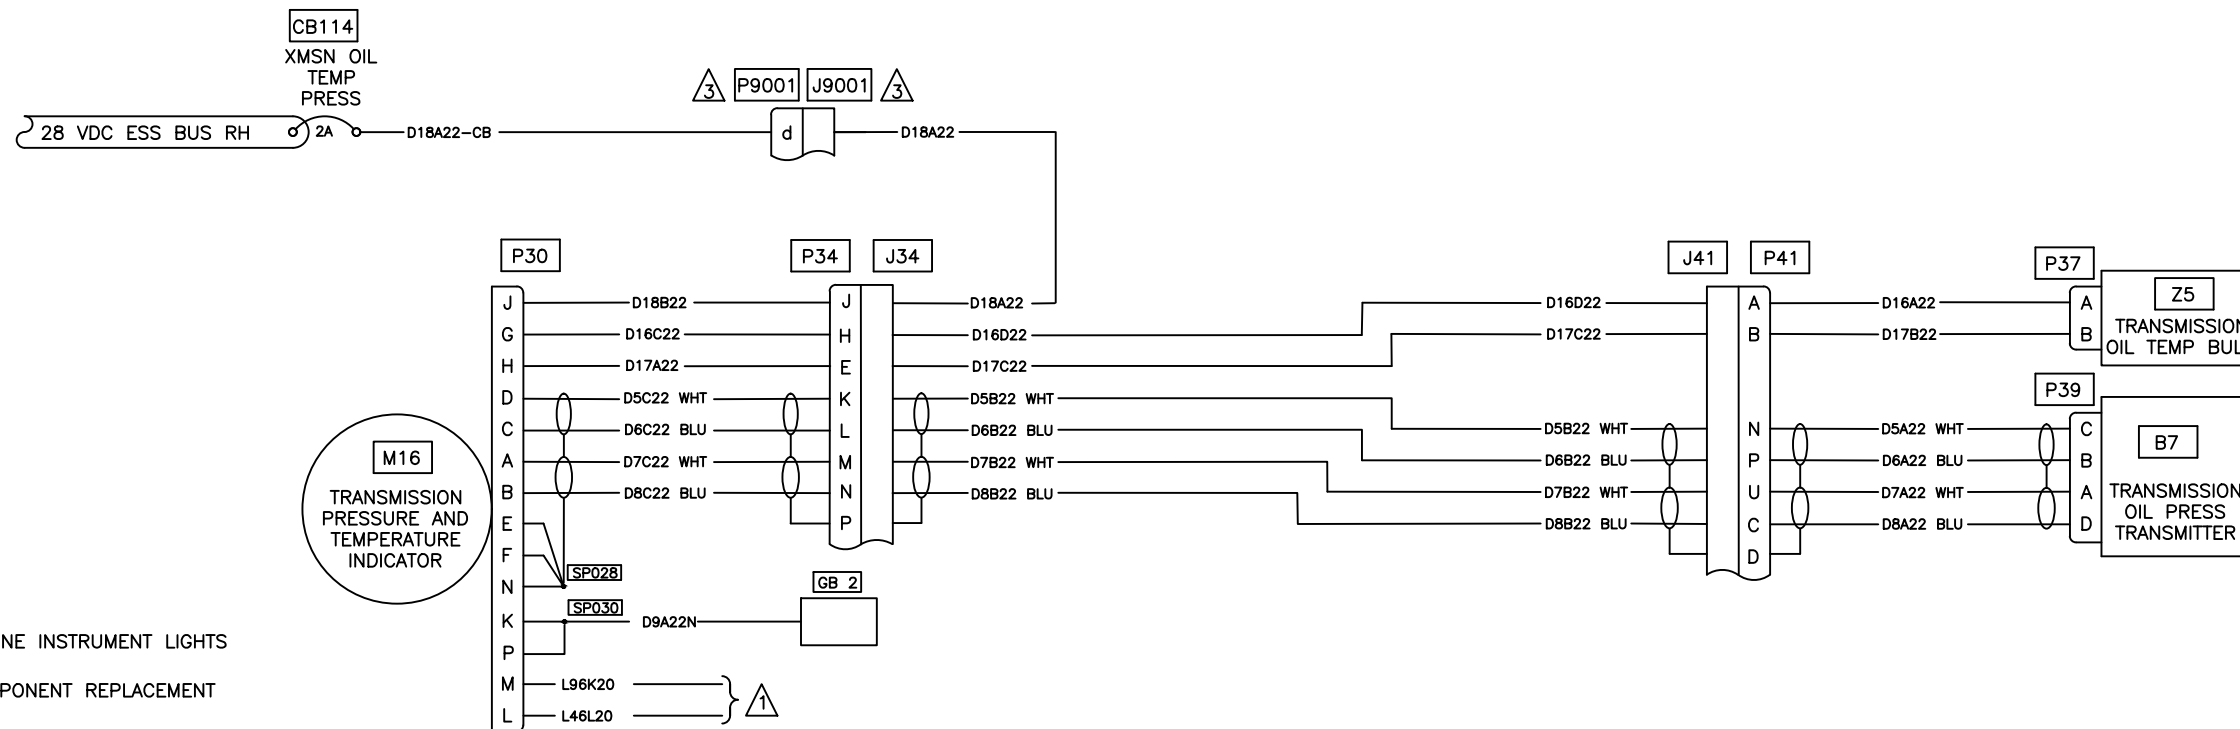 CB114
XMSN OIL
TEMP
PRESS
3 P9001 J9001 3
28 VDC ESS BUS RH 2A D18A22-CB d D18A22
P30 P34 J34 J41 P41 P37
J D18B22 J D18A22 D16D22 A D16A22 A Z5
G D16C22 H D16D22 D17C22 B D17B22 B
TRANSMISSION
OIL TEMP
H D17A22 E D17C22
P39
D D5C22 WHT K D5B22 WHT
C D6C22 BLU L D6B22 BLU D5B22 WHT N D5A22 WHT C
A D7C22 WHT M D7B22 WHT D6B22 BLU P D6A22 BLU B
B D8C22 BLU N D8B22 BLU D7B22 WHT U D7A22 WHT A
E P D8B22 BLU C D8A22 BLU D
F D
B7
TRANSMISSION
OIL PRESS
TRANSMITTER
M16
TRANSMISSION
PRESSURE AND
TEMPERATURE
INDICATOR
N SP028
GB 2
SP030
K D9A22N
P
M L96K20
L L46L20
1
NE INSTRUMENT LIGHTS
PONENT REPLACEMENT